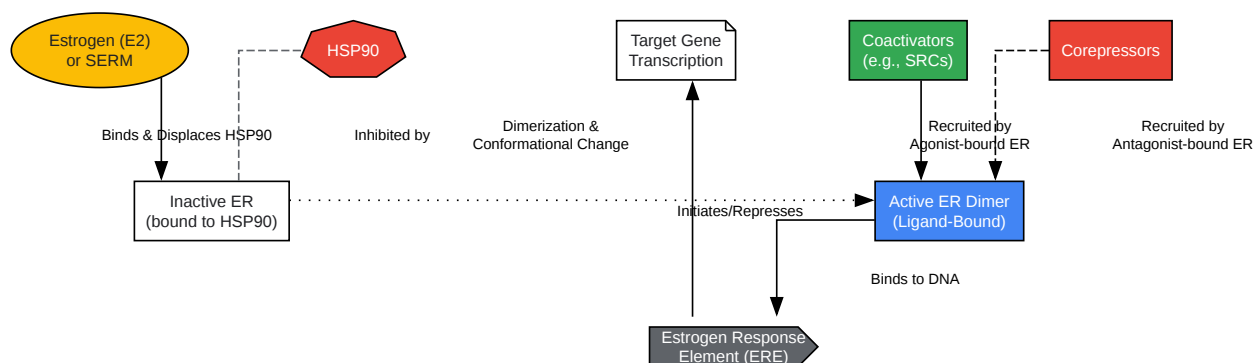 Estrogen (E2)
or SERM
HSP90
Target Gene
Transcription
Coactivators
(e.g., SRCs)
Corepressors
Binds & Displaces HSP90
Inhibited by
Dimerization &
Conformational Change
Recruited by
Agonist-bound ER
Recruited by
Antagonist-bound ER
Inactive ER
(bound to HSP90)
Initiates/Represses
Active ER Dimer
(Ligand-Bound)
Binds to DNA
Estrogen Response
Element (ERE)